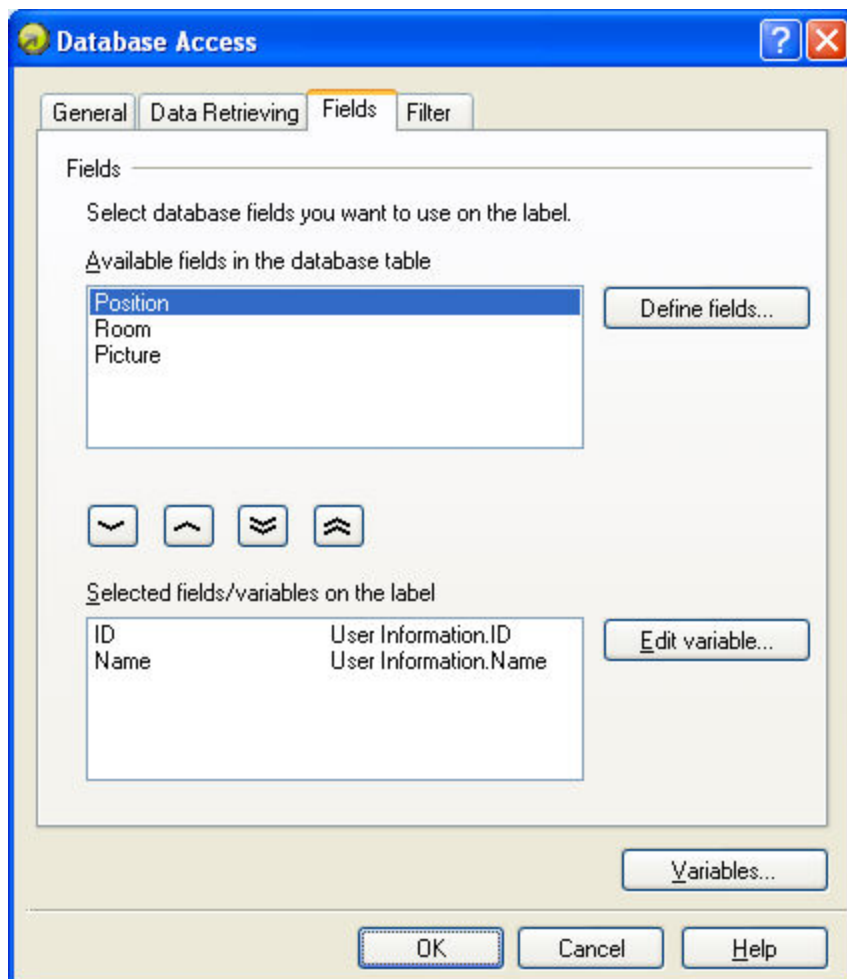 Database Access
General Data Retrieving Fields Filter
Fields
Select database fields you want to use on the label.
Available fields in the database table
Position
Define fields...
Room
Picture
Selected fields/variables on the label
ID User Information.ID
Edit variable...
Name User Information.Name
Variables...
OK Cancel Help